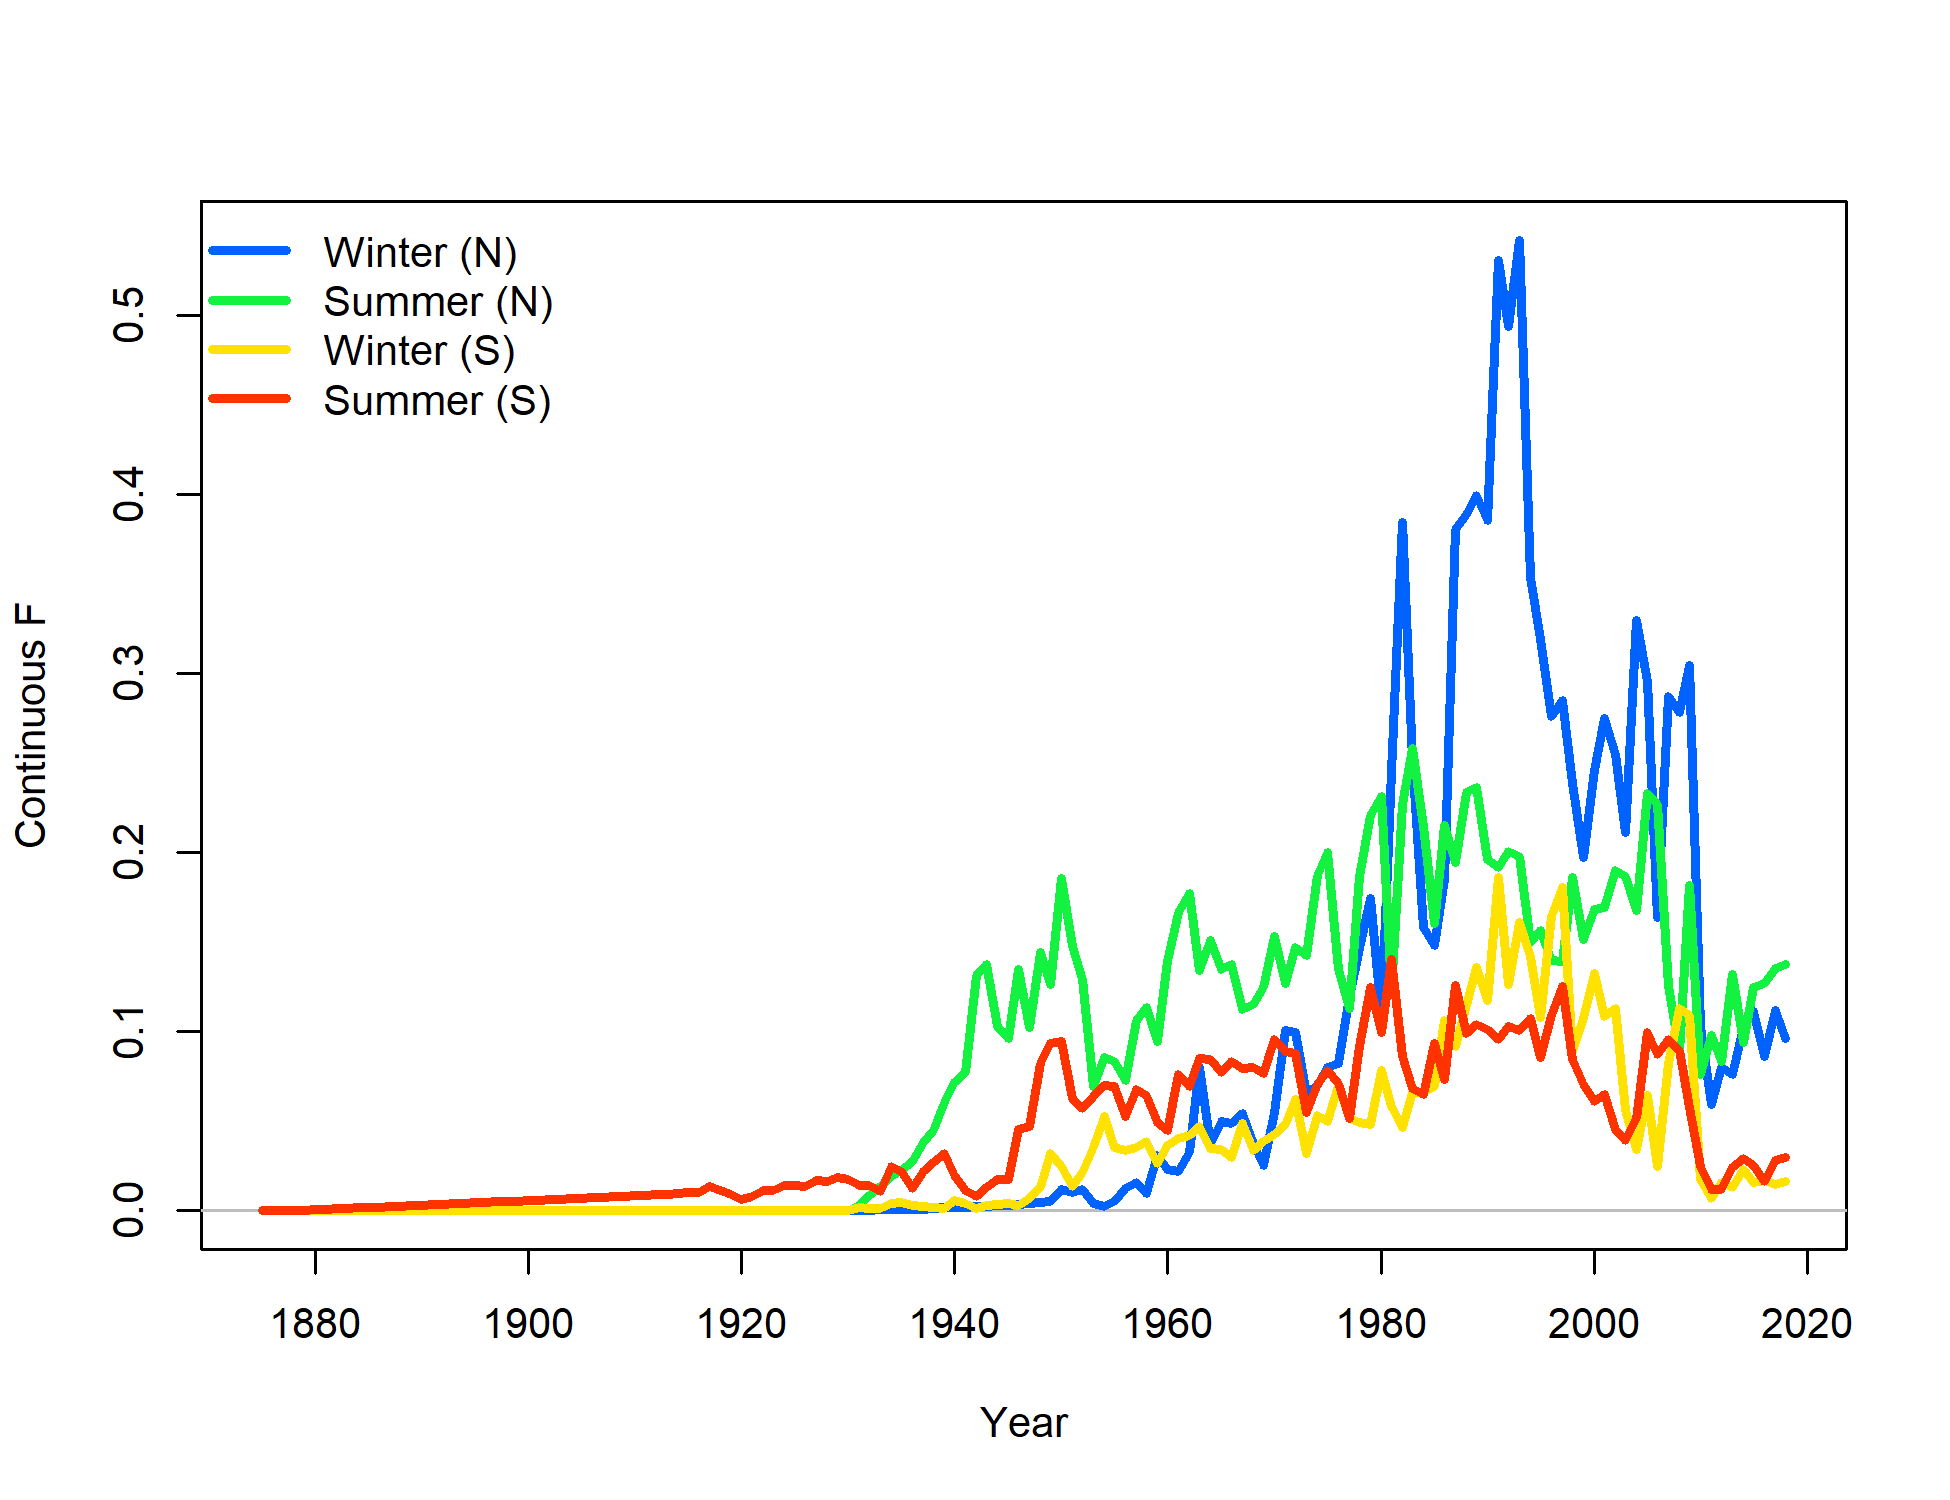 Winter (N)
Summer (N)
Winter (S)
Summer (S)
0.5
0.4
0.3
0.2
0.1
0.0
Continuous F
1880 1900 1920 1940 1960 1980 2000 2020
Year